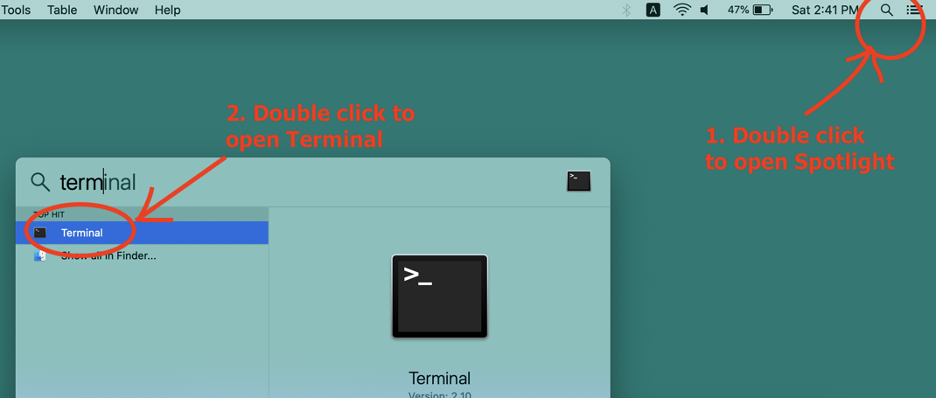 Tools Table Window Help A 47% Sat 2:41 PM
2. Double click to
open Terminal
1. Double click
to open Spotlight
terminal
TOP HIT
Terminal
Show all in Finder...
>_
Terminal
Version: 2.10